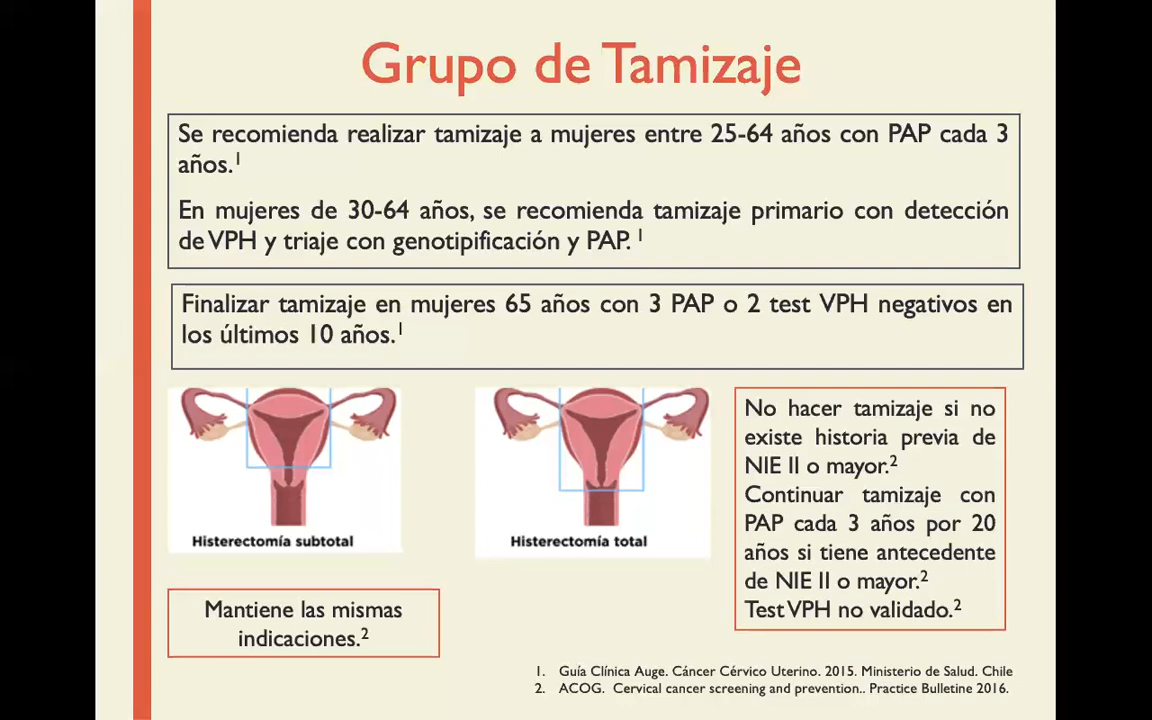 Grupo de Tamizaje
Se recomienda realizar tamizaje a mujeres entre 25-64 años con PAP cada 3
años.1
En mujeres de 30-64 años, se recomienda tamizaje primario con detección
de VPH y triaje con genotipificación y PAP. 1
Finalizar tamizaje en mujeres 65 años con 3 PAP o 2 test VPH negativos en
los últimos 10 años.1
Histerectomía subtotal
Histerectomía total
No hacer tamizaje si no
existe historia previa de
NIE II o mayor.2
Continuar tamizaje con
PAP cada 3 años por 20
años si tiene antecedente
de NIE II o mayor.2
Test VPH no validado.2
Mantiene las mismas
indicaciones.2
1. Guía Clínica Auge. Cáncer Cérvico Uterino. 2015. Ministerio de Salud. Chile
2. ACOG. Cervical cancer screening and prevention.. Practice Bulletine 2016.